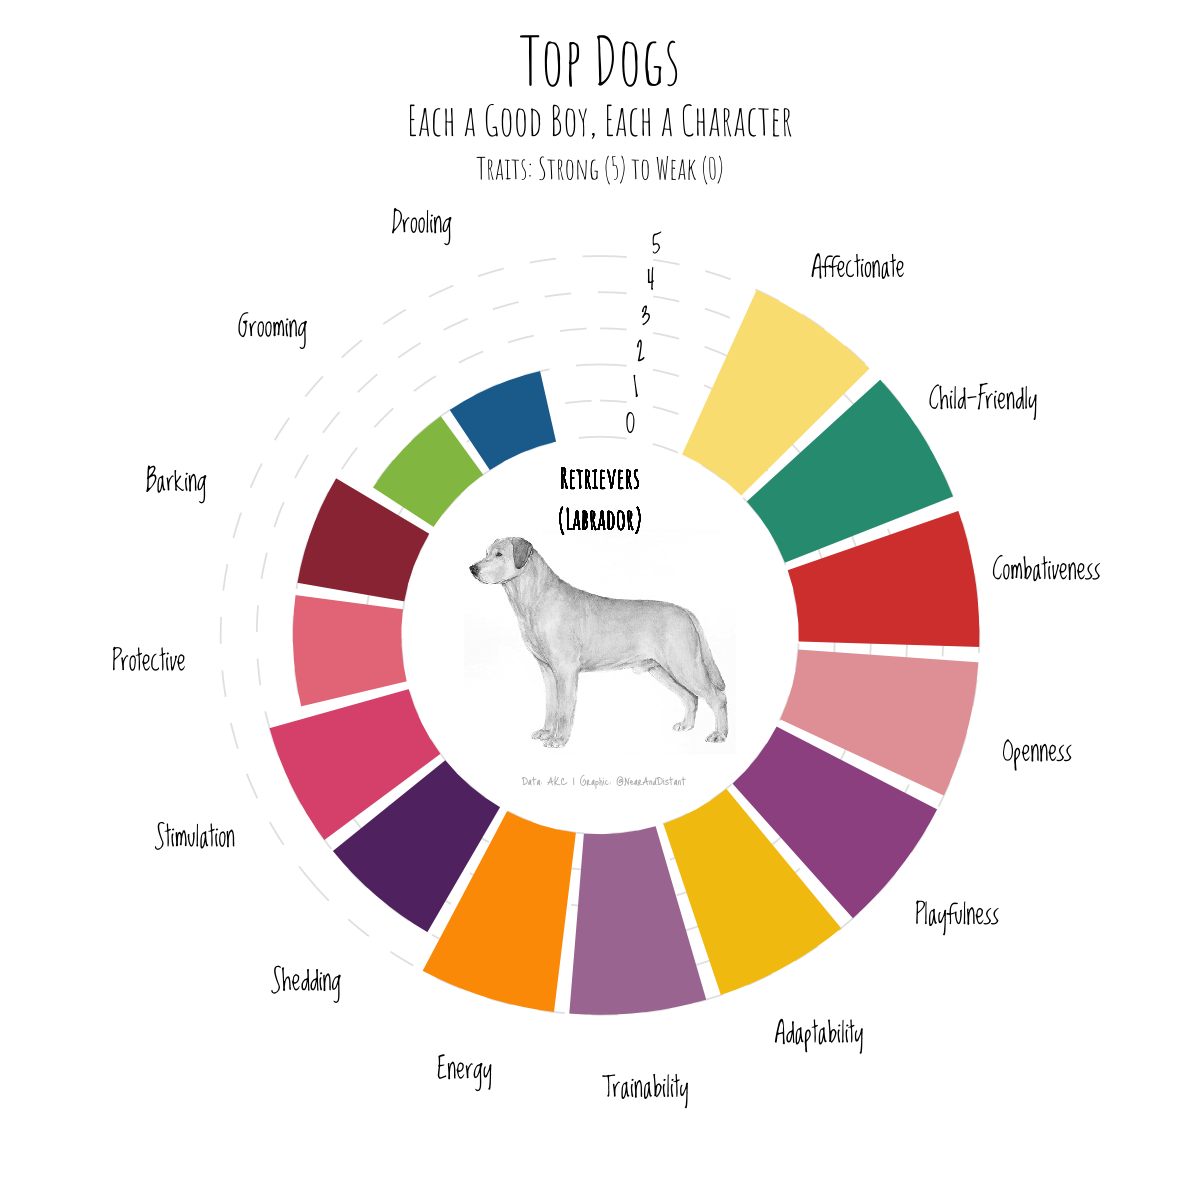 Top Dogs
Each a Good Boy, Each a Character
Traits: Strong (5) to Weak (0)
Drooling
5
Affectionate
4
Grooming
3
2
1
Child-Friendly
0
Retrievers
(Labrador)
Barking
Combativeness
Protective
Openness
Data: AKC | Graphic: @NearAndDistant
Stimulation
Playfulness
Shedding
Adaptability
Energy
Trainability